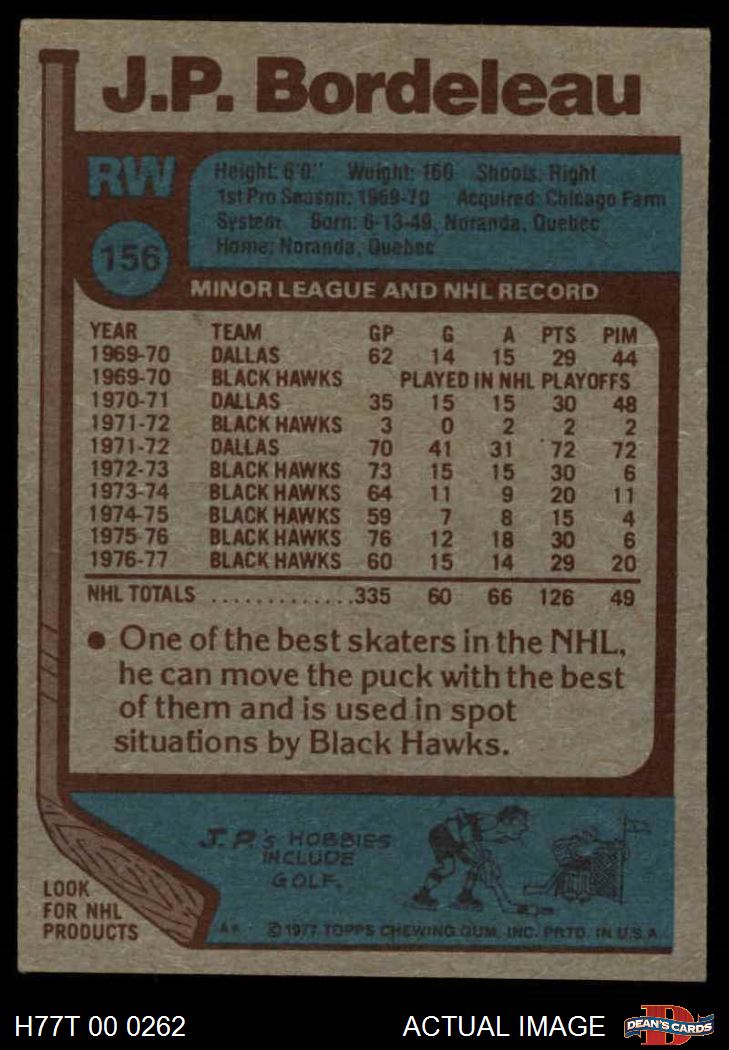 J.P. Bordeleau
RW
Height: 6'0" Weight: 160 Shoots: Right
1st Pro Season: 1969-70 Acquired: Chicago Farm
System Born: 6-13-49, Noranda, Quebec
Home: Noranda, Quebec
156
MINOR LEAGUE AND NHL RECORD
YEAR TEAM GP G A PTS PIM
1969-70 DALLAS 62 14 15 29 44
1969-70 BLACK HAWKS PLAYED IN NHL PLAYOFFS
1970-71 DALLAS 35 15 15 30 48
1971-72 BLACK HAWKS 3 0 2 2 2
1971-72 DALLAS 70 41 31 72 72
1972-73 BLACK HAWKS 73 15 15 30 6
1973-74 BLACK HAWKS 64 11 9 20 11
1974-75 BLACK HAWKS 59 7 8 15 4
1975-76 BLACK HAWKS 76 12 18 30 6
1976-77 BLACK HAWKS 60 15 14 29 20
NHL TOTALS .............335 60 66 126 49
● One of the best skaters in the NHL,
he can move the puck with the best
of them and is used in spot
situations by Black Hawks.
J.P.'s HOBBIES
INCLUDE
GOLF.
LOOK
FOR NHL
PRODUCTS
© 1977 TOPPS CHEWING GUM, INC. PRTD. IN U.S.A.
H77T 00 0262 ACTUAL IMAGE
D
DEAN'S CARDS